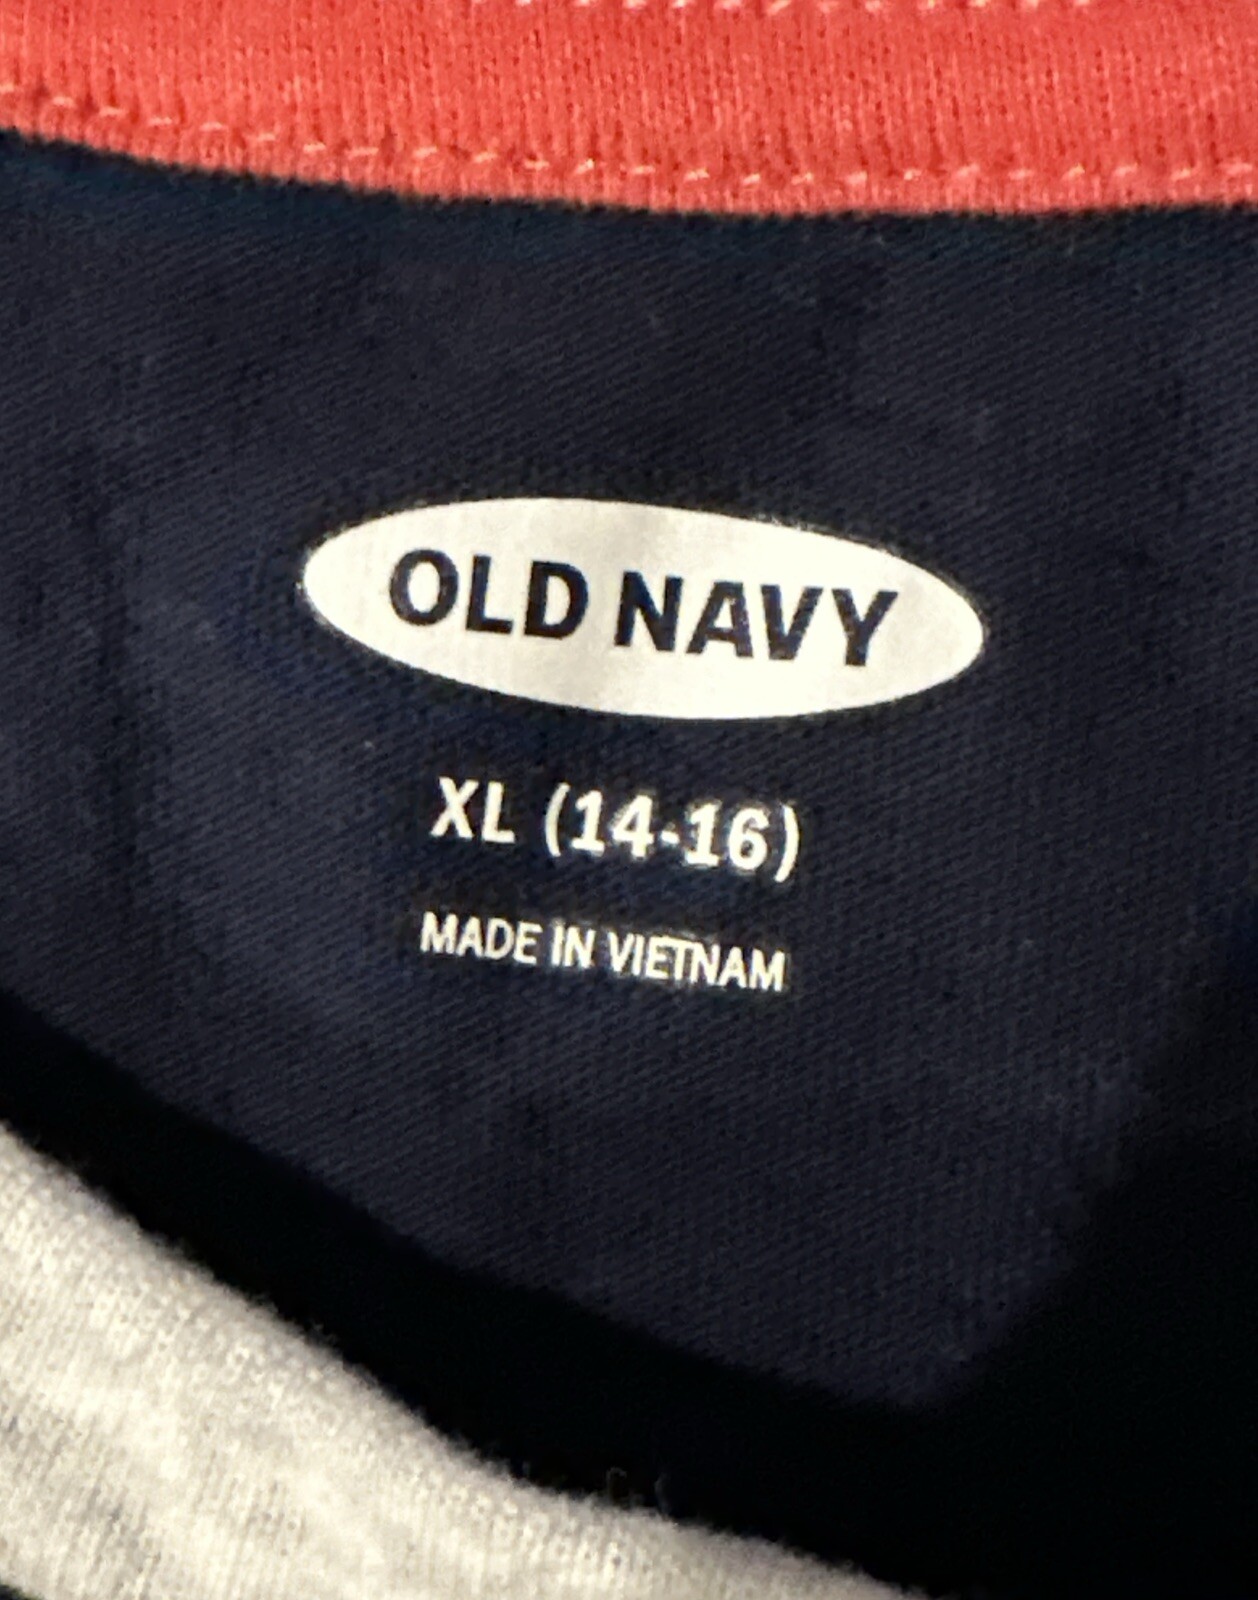 OLD NAVY
XL (14-16)
MADE IN VIETNAM